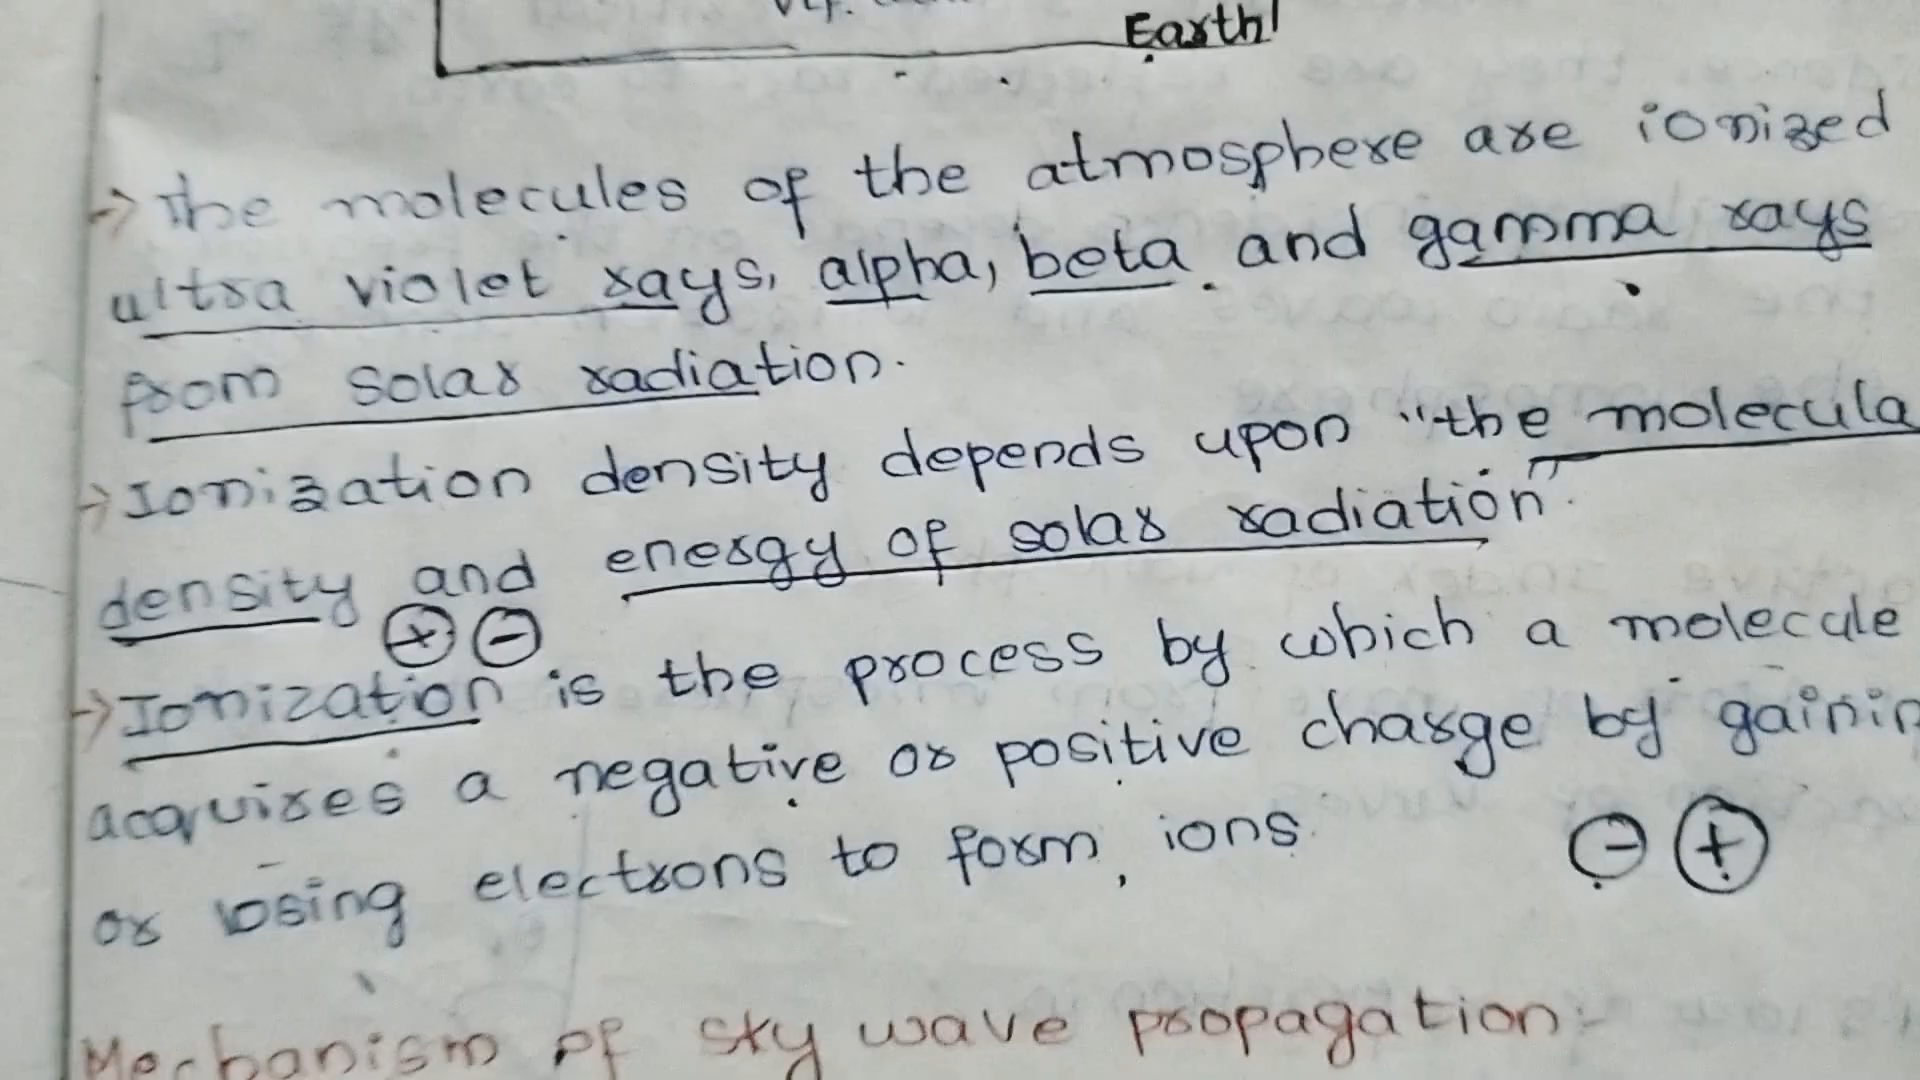 Earth
→ the molecules of the atmosphere are ionized
ultra violet rays, alpha, beta and gamma rays
from solar radiation.
→ Ionization density depends upon "the molecula
density and energy of solar radiation".
+ -
→ Ionization is the process by which a molecule
acquires a negative or positive charge by gainin
or losing electrons to form ions
- +
Mechanism of sky wave propagation:-